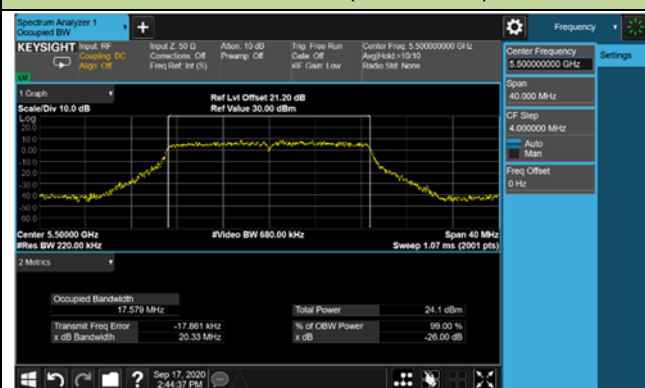 Spectrum Analyzer 1
Occupied BW
Frequency
KEYSIGHT
Input: RF
Coupling: DC
Align: Off
Input Z: 50 Ω
Corrections: Off
Freq Ref: Int (S)
Atten: 10 dB
Preamp: Off
Trig: Free Run
Gate: Off
#IF Gain: Low
Center Freq: 5.500000000 GHz
Avg|Hold:>10/10
Radio Std: None
1 Graph
Scale/Div 10.0 dB
Ref Lvl Offset 21.20 dB
Ref Value 30.00 dBm
Log
20.0
10.0
0.00
-10.0
-20.0
-30.0
-40.0
-50.0
-60.0
Center 5.50000 GHz
#Res BW 220.00 kHz
#Video BW 680.00 kHz
Span 40 MHz
Sweep 1.07 ms (2001 pts)
2 Metrics
Occupied Bandwidth
17.579 MHz
Transmit Freq Error -17.861 kHz
x dB Bandwidth 20.33 MHz
Total Power 24.1 dBm
% of OBW Power 99.00 %
x dB -26.00 dB
Center Frequency
5.500000000 GHz
Settings
Span
40.000 MHz
CF Step
4.000000 MHz
Auto
Man
Freq Offset
0 Hz
Sep 17, 2020
2:44:37 PM